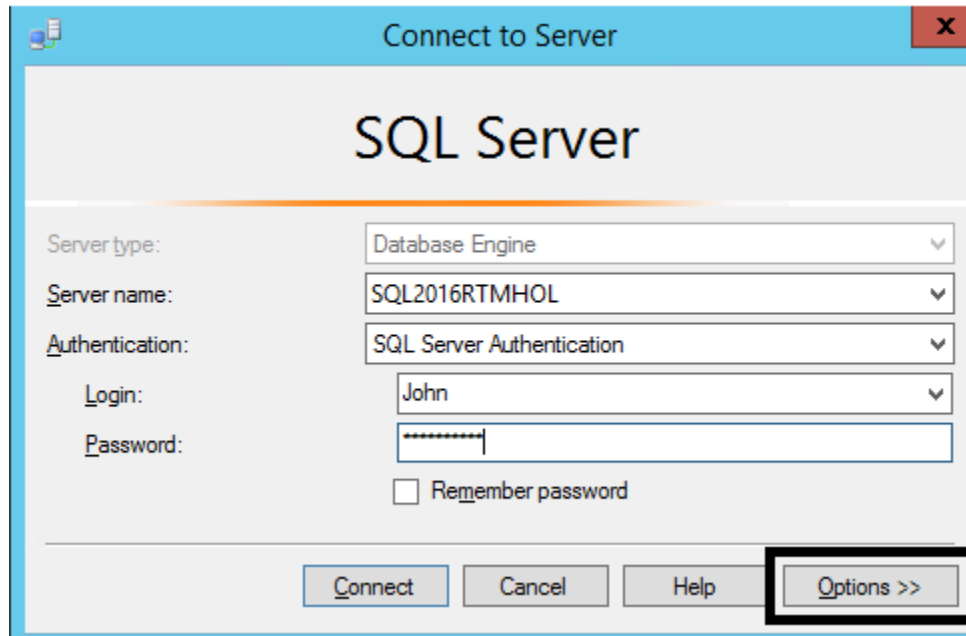 Connect to Server
x
SQL Server
Server type: Database Engine
Server name: SQL2016RTMHOL
Authentication: SQL Server Authentication
Login: John
Password: **********
Remember password
Connect Cancel Help Options >>